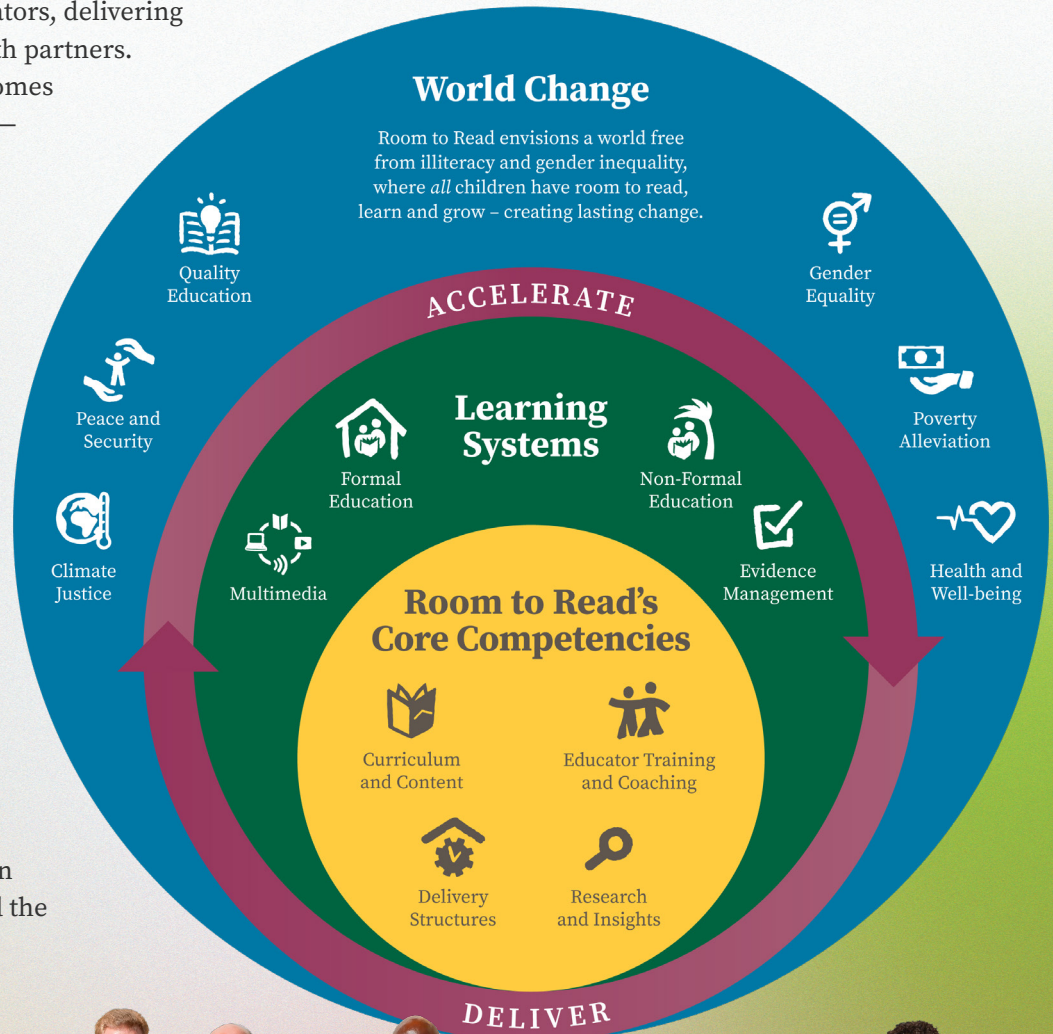 ators, delivering
th partners.
omes
—
World Change
Room to Read envisions a world free
from illiteracy and gender inequality,
where all children have room to read,
learn and grow – creating lasting change.
Quality
Education
Gender
Equality
Peace and
Security
Poverty
Alleviation
Climate
Justice
Health and
Well-being
ACCELERATE
Learning
Systems
Formal
Education
Non-Formal
Education
Multimedia
Evidence
Management
Room to Read’s
Core Competencies
Curriculum
and Content
Educator Training
and Coaching
Delivery
Structures
Research
and Insights
n
l the
DELIVER